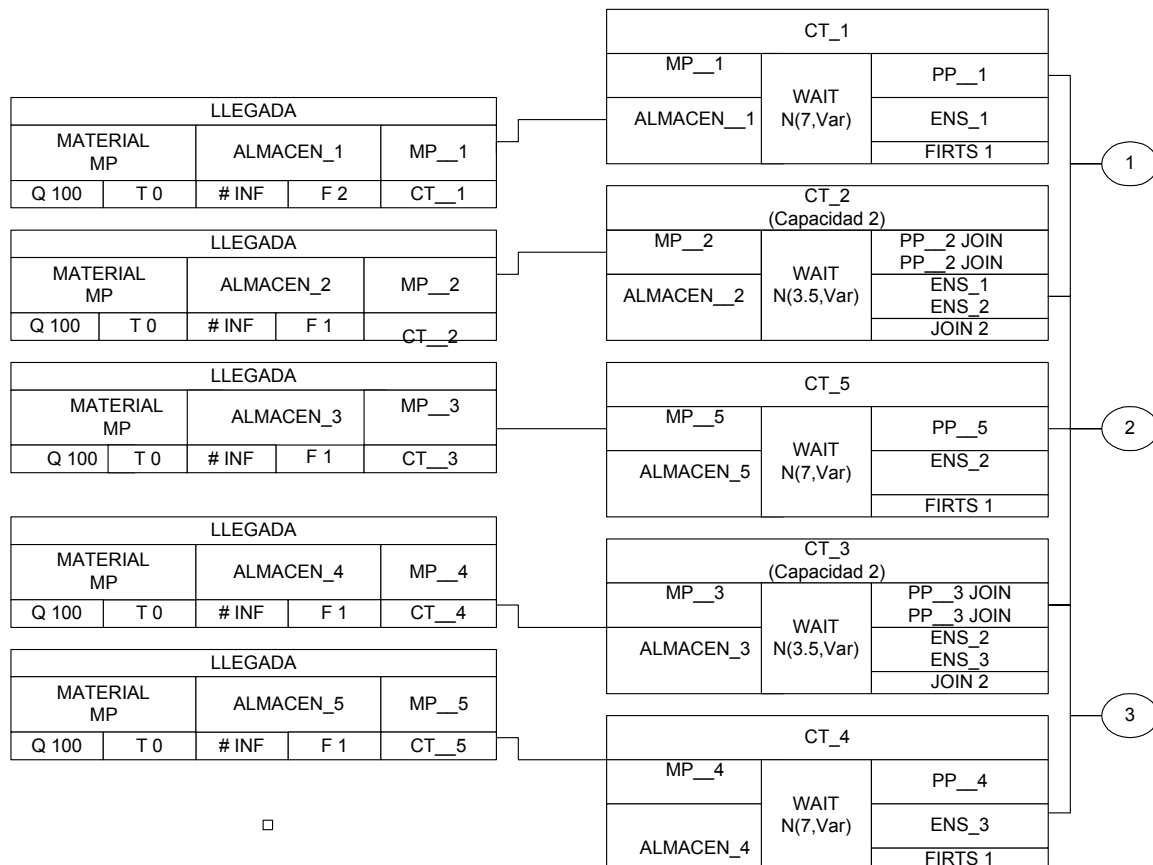 LLEGADA
MATERIAL
MP
ALMACEN_1
MP__1
Q 100
T 0
# INF
F 2
CT__1
LLEGADA
MATERIAL
MP
ALMACEN_2
MP__2
Q 100
T 0
# INF
F 1
CT__2
LLEGADA
MATERIAL
MP
ALMACEN_3
MP__3
Q 100
T 0
# INF
F 1
CT__3
LLEGADA
MATERIAL
MP
ALMACEN_4
MP__4
Q 100
T 0
# INF
F 1
CT__4
LLEGADA
MATERIAL
MP
ALMACEN_5
MP__5
Q 100
T 0
# INF
F 1
CT__5
CT_1
MP__1
ALMACEN__1
WAIT
N(7,Var)
PP__1
ENS_1
FIRTS 1
CT_2
(Capacidad 2)
MP__2
ALMACEN__2
WAIT
N(3.5,Var)
PP__2 JOIN
PP__2 JOIN
ENS_1
ENS_2
JOIN 2
CT_5
MP__5
ALMACEN_5
WAIT
N(7,Var)
PP__5
ENS_2
FIRTS 1
CT_3
(Capacidad 2)
MP__3
ALMACEN_3
WAIT
N(3.5,Var)
PP__3 JOIN
PP__3 JOIN
ENS_2
ENS_3
JOIN 2
CT_4
MP__4
ALMACEN_4
WAIT
N(7,Var)
PP__4
ENS_3
FIRTS 1
1
2
3